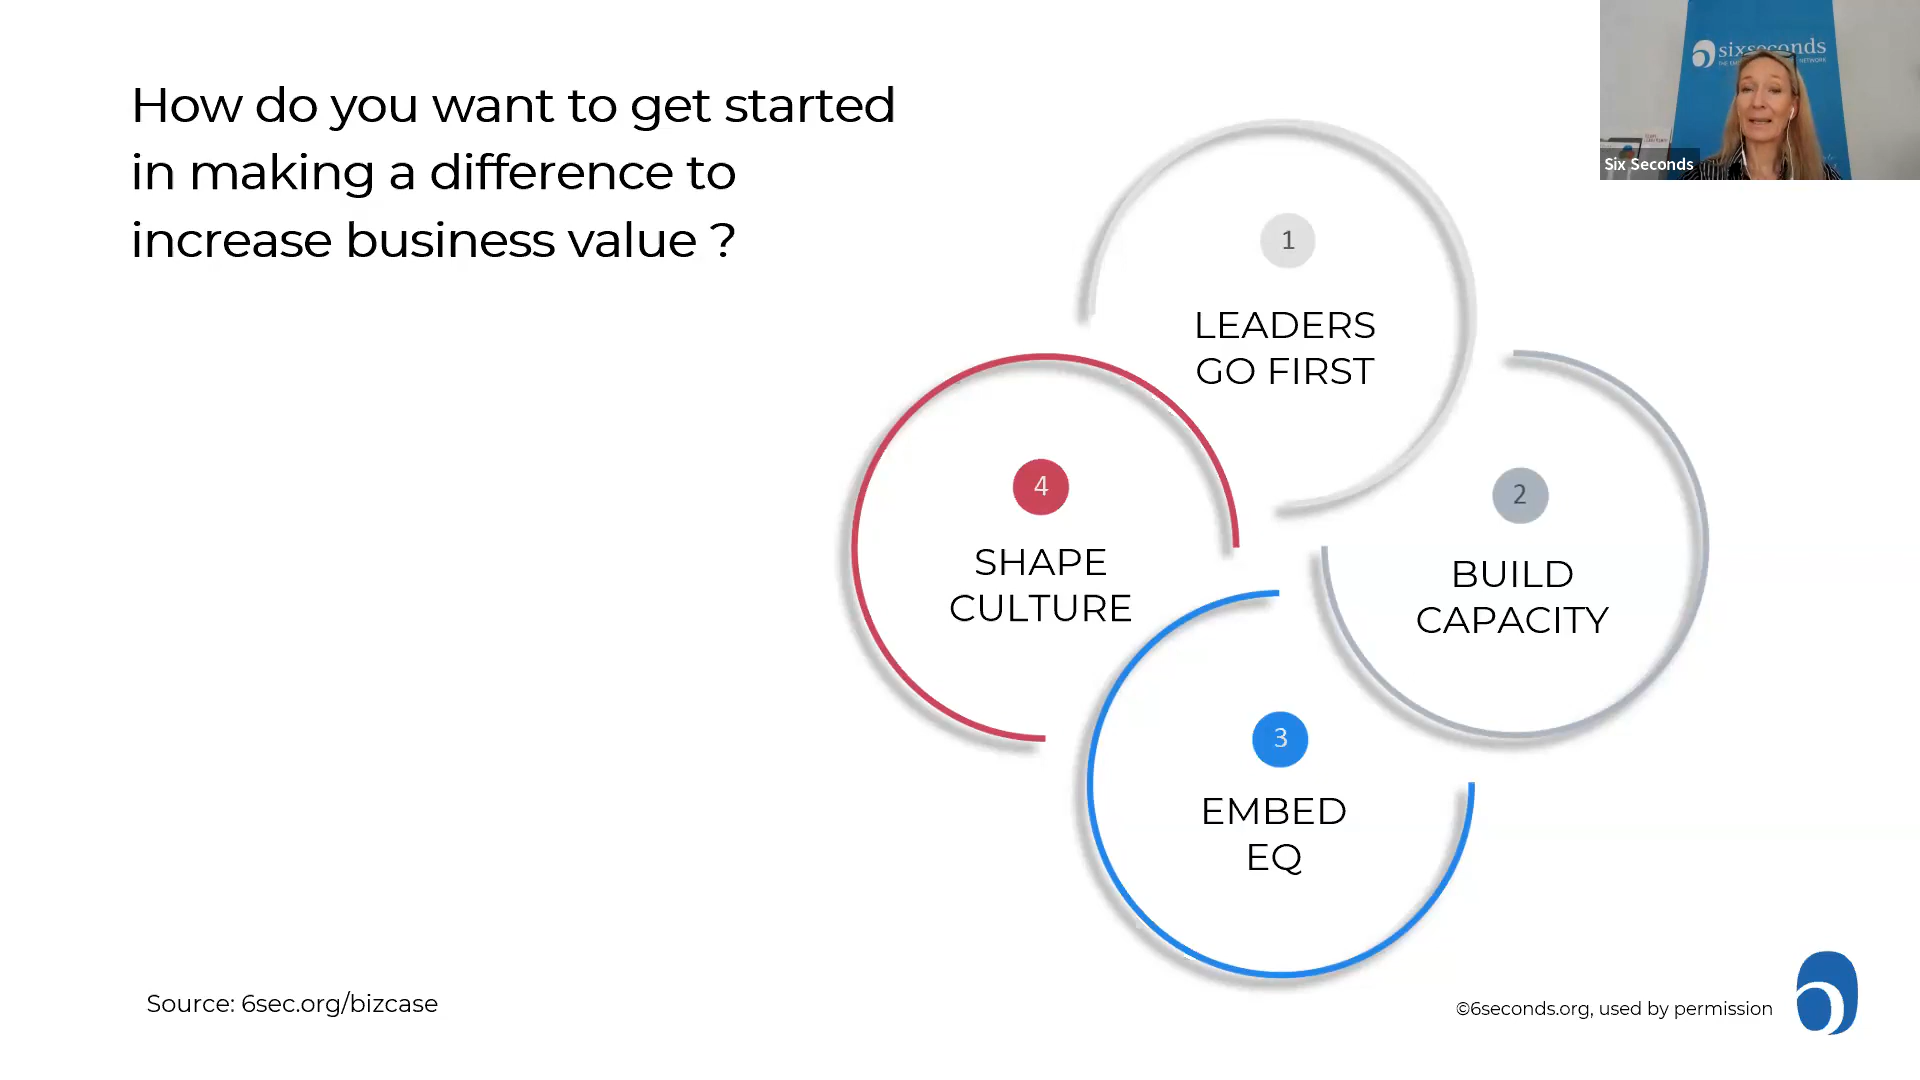 How do you want to get started
in making a difference to
increase business value ?
sixseconds
NETWORK
Six Seconds
1
LEADERS
GO FIRST
2
BUILD
CAPACITY
3
EMBED
EQ
4
SHAPE
CULTURE
Source: 6sec.org/bizcase
©6seconds.org, used by permission